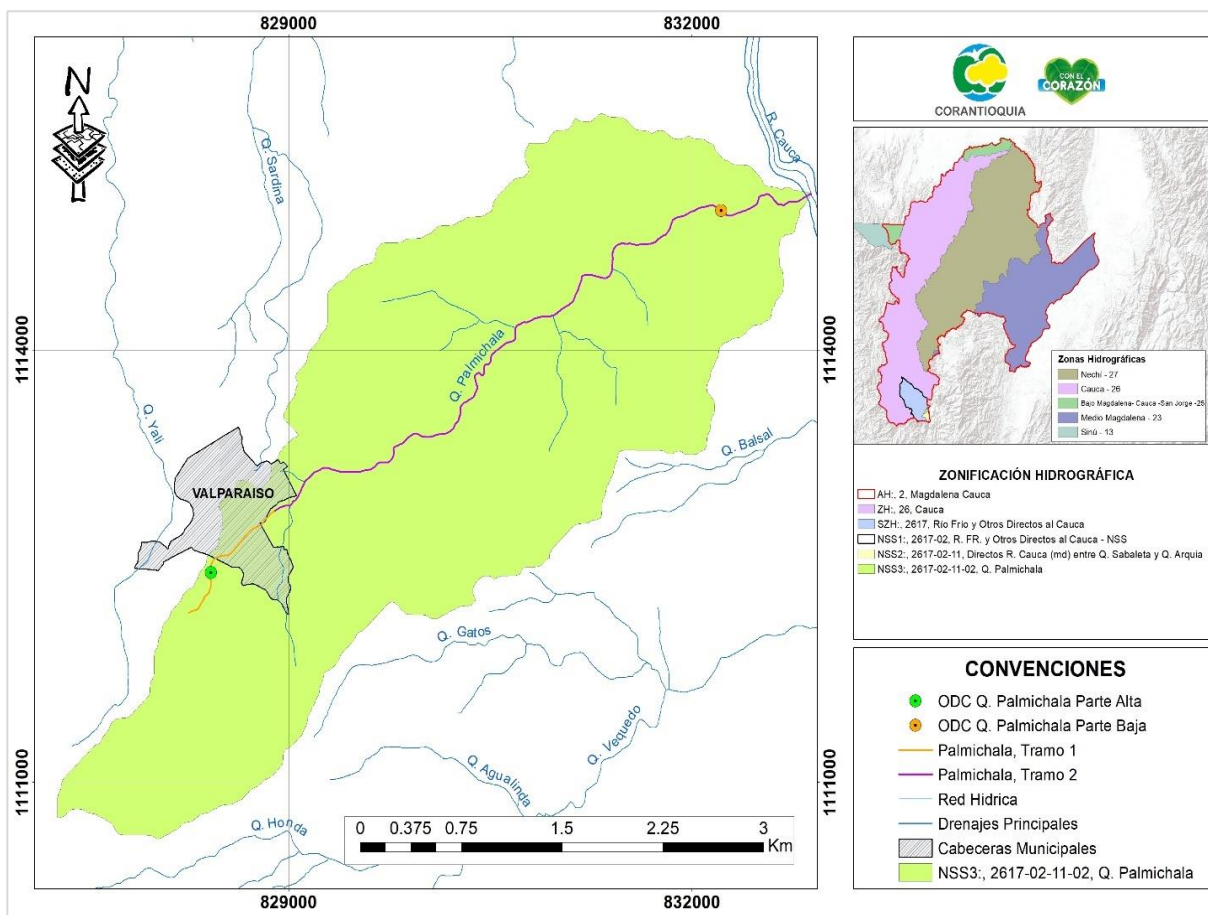 829000
832000
N
R. Cauca
Q. Sardina
1114000
1114000
Q. Palmichala
Q. Yali
Q. Balsal
VALPARAISO
Q. Gatos
Q. Vequedo
Q. Agualinda
1111000
1111000
Q. Honda
0 0.375 0.75 1.5 2.25 3
Km
829000
832000
CORANTIOQUIA
CON EL
CORAZÓN
Zonas Hidrográficas
Nechí - 27
Cauca - 26
Bajo Magdalena- Cauca -San Jorge -25
Medio Magdalena - 23
Sinú - 13
ZONIFICACIÓN HIDROGRÁFICA
AH:, 2, Magdalena Cauca
ZH:, 26, Cauca
SZH:, 2617, Río Frío y Otros Directos al Cauca
NSS1:, 2617-02, R. FR. y Otros Directos al Cauca - NSS
NSS2:, 2617-02-11, Directos R. Cauca (md) entre Q. Sabaleta y Q. Arquia
NSS3:, 2617-02-11-02, Q. Palmichala
CONVENCIONES
ODC Q. Palmichala Parte Alta
ODC Q. Palmichala Parte Baja
Palmichala, Tramo 1
Palmichala, Tramo 2
Red Hidrica
Drenajes Principales
Cabeceras Municipales
NSS3:, 2617-02-11-02, Q. Palmichala